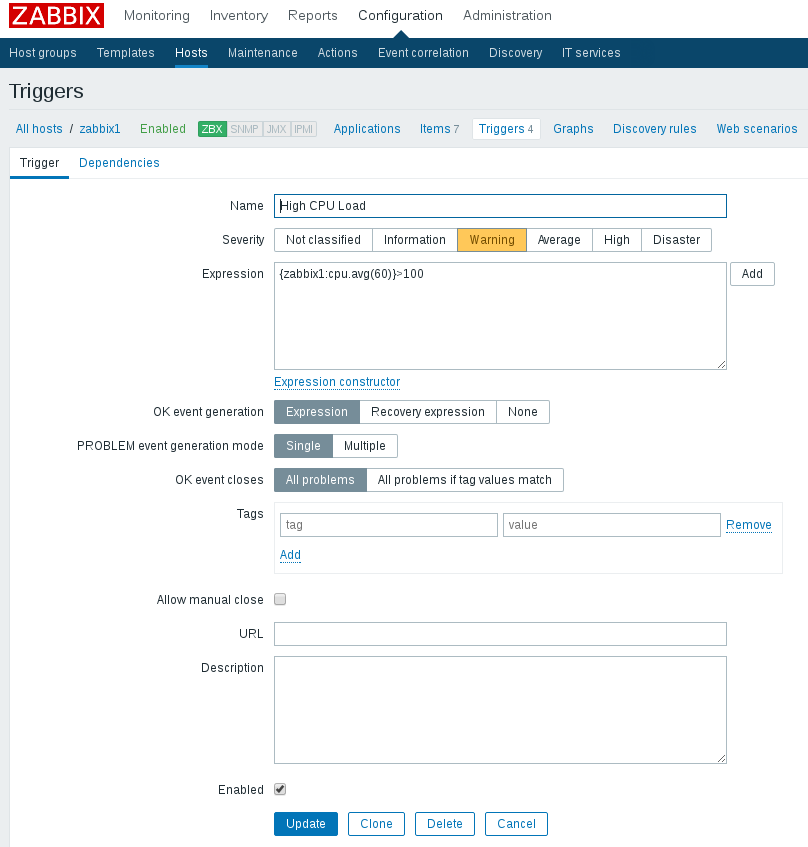 ZABBIX Monitoring Inventory Reports Configuration Administration
Host groups Templates Hosts Maintenance Actions Event correlation Discovery IT services
Triggers
All hosts / zabbix1 Enabled ZBX SNMP JMX IPMI Applications Items 7 Triggers 4 Graphs Discovery rules Web scenarios
Trigger Dependencies
Name High CPU Load
Severity Not classified Information Warning Average High Disaster
Expression {zabbix1:cpu.avg(60)}>100 Add
Expression constructor
OK event generation Expression Recovery expression None
PROBLEM event generation mode Single Multiple
OK event closes All problems All problems if tag values match
Tags tag value Remove
Add
Allow manual close
URL
Description
Enabled
Update Clone Delete Cancel